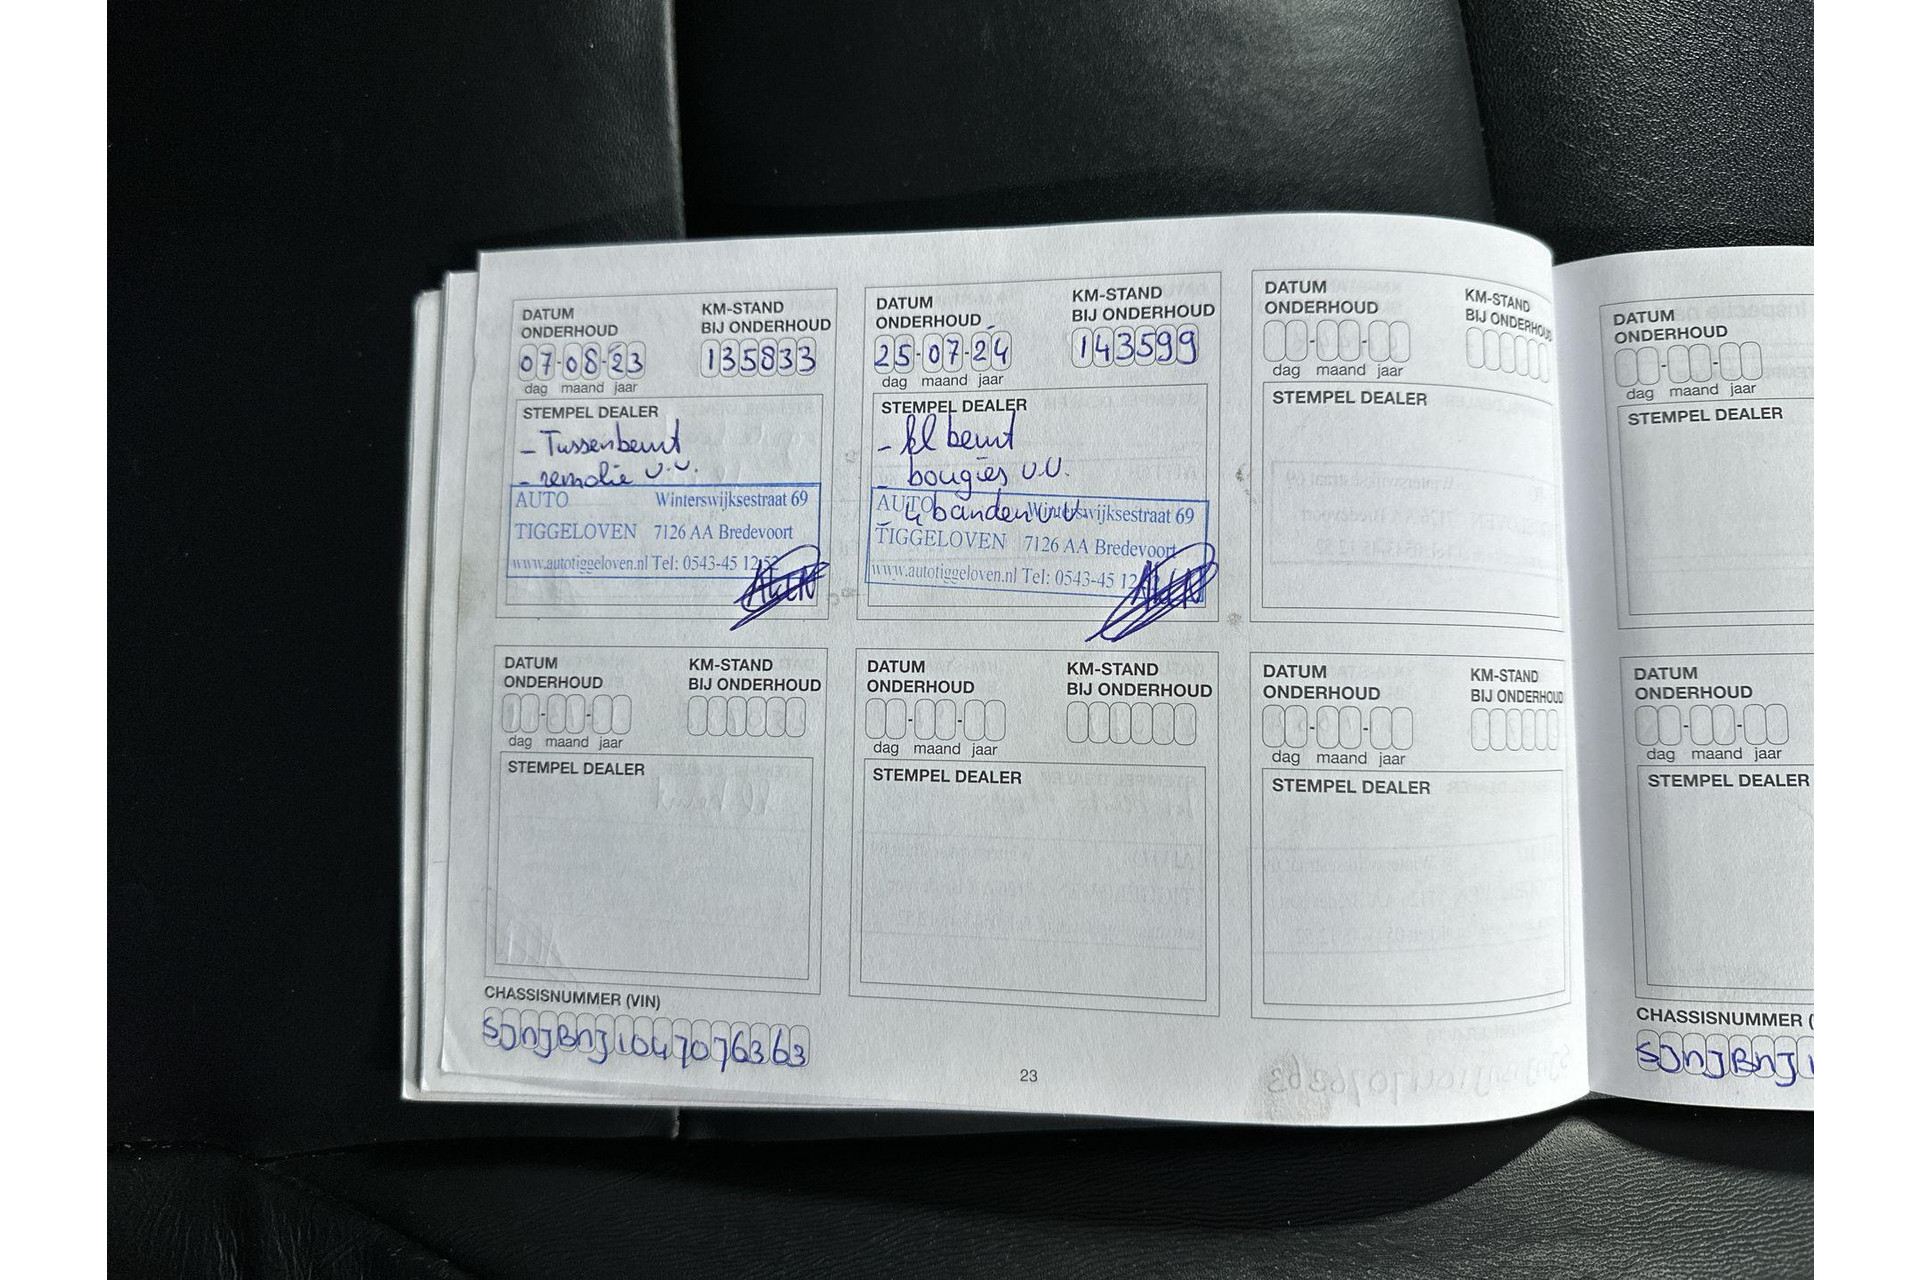 DATUM
ONDERHOUD
KM-STAND
BIJ ONDERHOUD
07-08-23
135833
dag maand jaar
STEMPEL DEALER
- Tussenbeurt
- remolie v.v.
AUTO Winterswijksestraat 69
TIGGELOVEN 7126 AA Bredevoort
www.autotiggeloven.nl Tel: 0543-45 12 52
DATUM
ONDERHOUD
KM-STAND
BIJ ONDERHOUD
25-07-24
143599
dag maand jaar
STEMPEL DEALER
- kl beurt
- bougies v.v.
- 4 banden v.v.
AUTO Winterswijksestraat 69
TIGGELOVEN 7126 AA Bredevoort
www.autotiggeloven.nl Tel: 0543-45 12
DATUM
ONDERHOUD
KM-STAND
BIJ ONDERHOUD
dag maand jaar
STEMPEL DEALER
DATUM
ONDERHOUD
dag maand jaar
STEMPEL DEALER
DATUM
ONDERHOUD
KM-STAND
BIJ ONDERHOUD
dag maand jaar
STEMPEL DEALER
DATUM
ONDERHOUD
KM-STAND
BIJ ONDERHOUD
dag maand jaar
STEMPEL DEALER
DATUM
ONDERHOUD
KM-STAND
BIJ ONDERHOUD
dag maand jaar
STEMPEL DEALER
DATUM
ONDERHOUD
dag maand jaar
STEMPEL DEALER
CHASSISNUMMER (VIN)
SJNJBNJ10U7076363
23
CHASSISNUMMER (
SJNJBNJ1